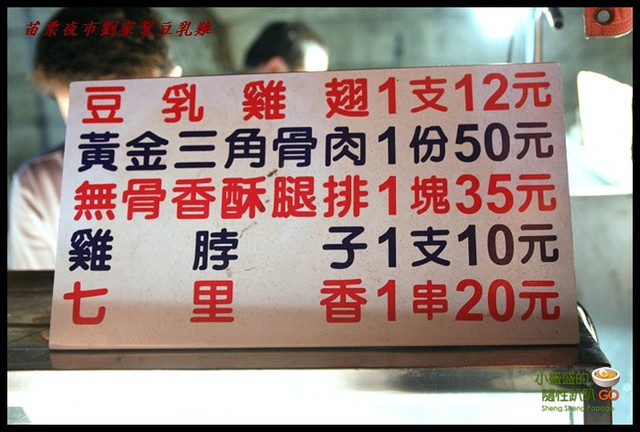 苗栗夜市劉家幫豆乳雞
豆乳雞翅1支12元
黃金三角骨肉1份50元
無骨香酥腿排1塊35元
雞脖子1支10元
七里香1串20元
小盛盛的
隨性趴趴GO
Sheng Sheng Papago